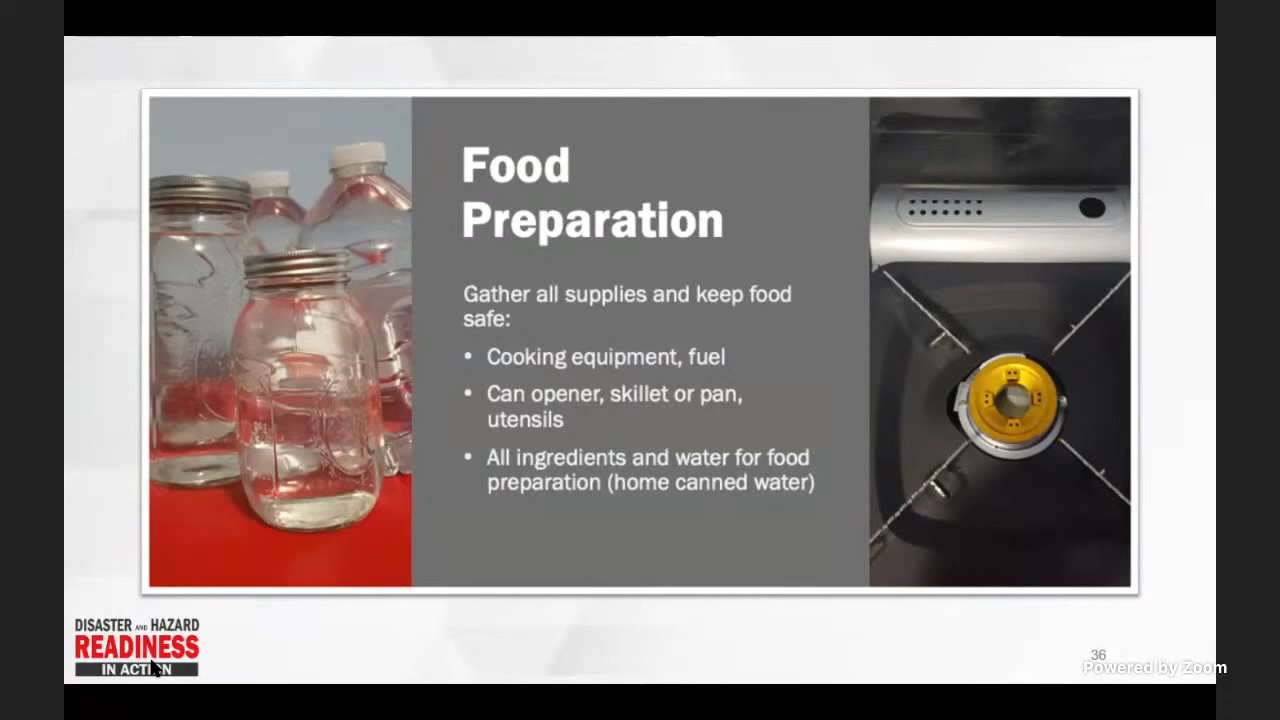 Food
Preparation
Gather all supplies and keep food
safe:
• Cooking equipment, fuel
• Can opener, skillet or pan,
utensils
• All ingredients and water for food
preparation (home canned water)
DISASTER AND HAZARD
READINESS
IN ACTION
36
Powered by Zoom